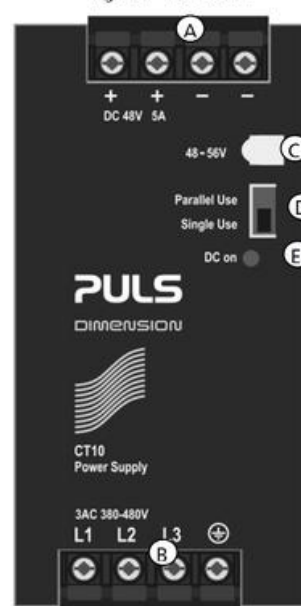 A
+ + – –
DC 48V 5A
48-56V C
Parallel Use
D
Single Use
DC on E
PULS
DIMENSION
CT10
Power Supply
3AC 380-480V
L1 L2 L3
B